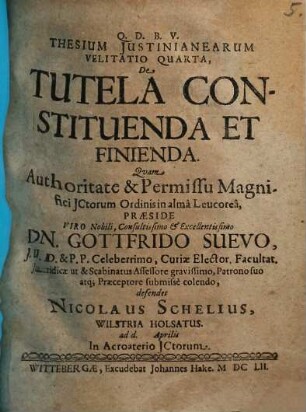 5.
Q. D. B. V.
THESIUM JUSTINIANEARUM
VELITATIO QUARTA,
De
TUTELA CON-
STITUENDA ET
FINIENDA.
Quam
Authoritate & Permissu Magni-
fici JCtorum Ordinis in almâ Leucoreâ,
PRÆSIDE
VIRO Nobili, Consultissimo & Excellentissimo
DN. GOTTFRIDO SUEVO,
J. U. D. & P. P. Celeberrimo, Curiæ Elector. Facultat.
Juridicæ ut & Scabinatus Assessore gravissimo, Patrono suo
atq; Præceptore submissè colendo,
defendet
NICOLAUS SCHELIUS,
WILSTRIA HOLSATUS.
ad d. Aprilis
In Acroaterio JCtorum.
WITTEBERGÆ, Excudebat Johannes Hake. M DC LII.